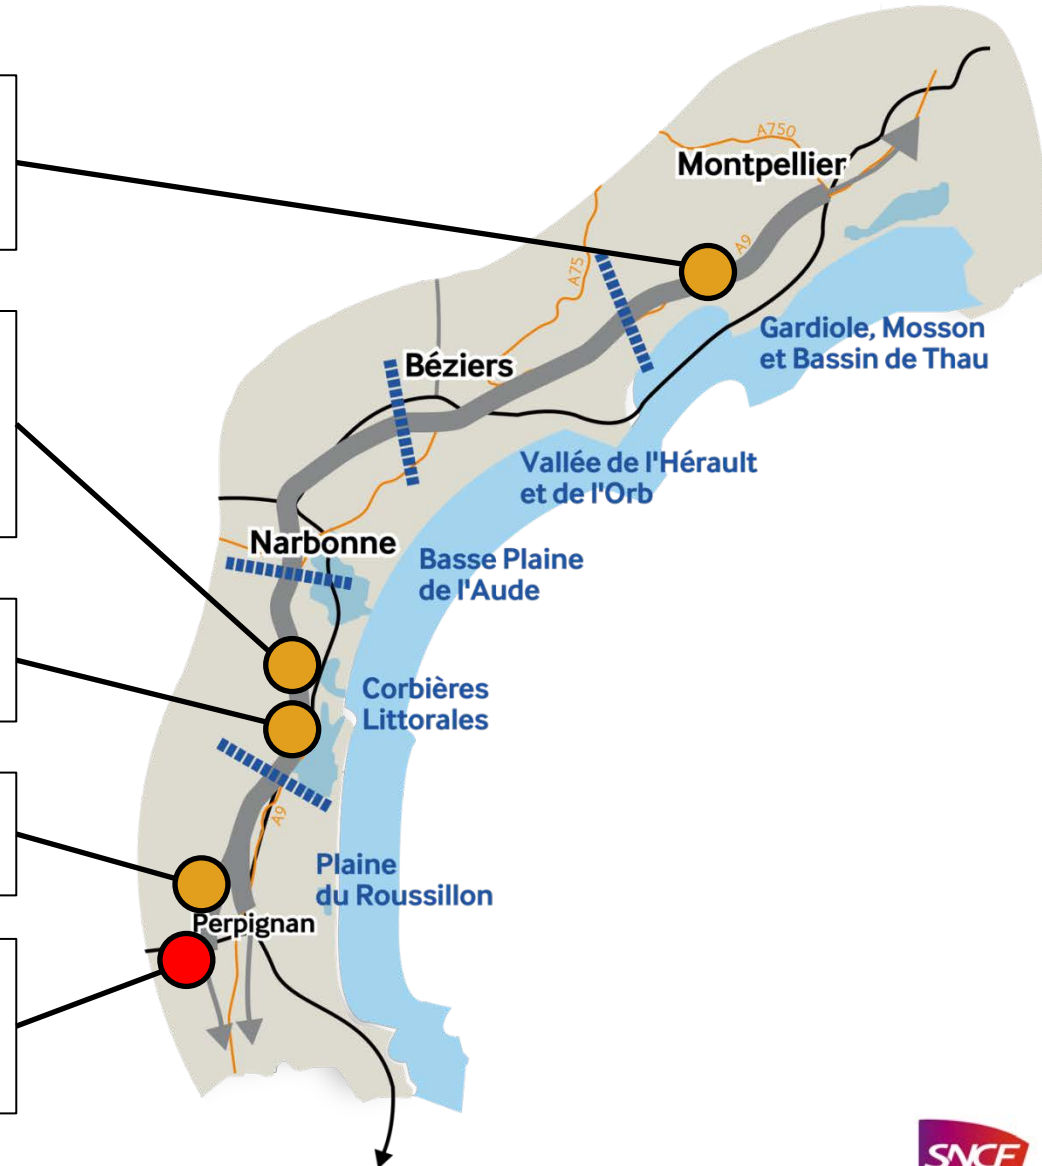 A750
Montpellier
A9
A75
Gardiole, Mosson
et Bassin de Thau
Béziers
Vallée de l'Hérault
et de l'Orb
Narbonne
Basse Plaine
de l'Aude
Corbières
Littorales
A9
Plaine
du Roussillon
Perpignan
SNCF